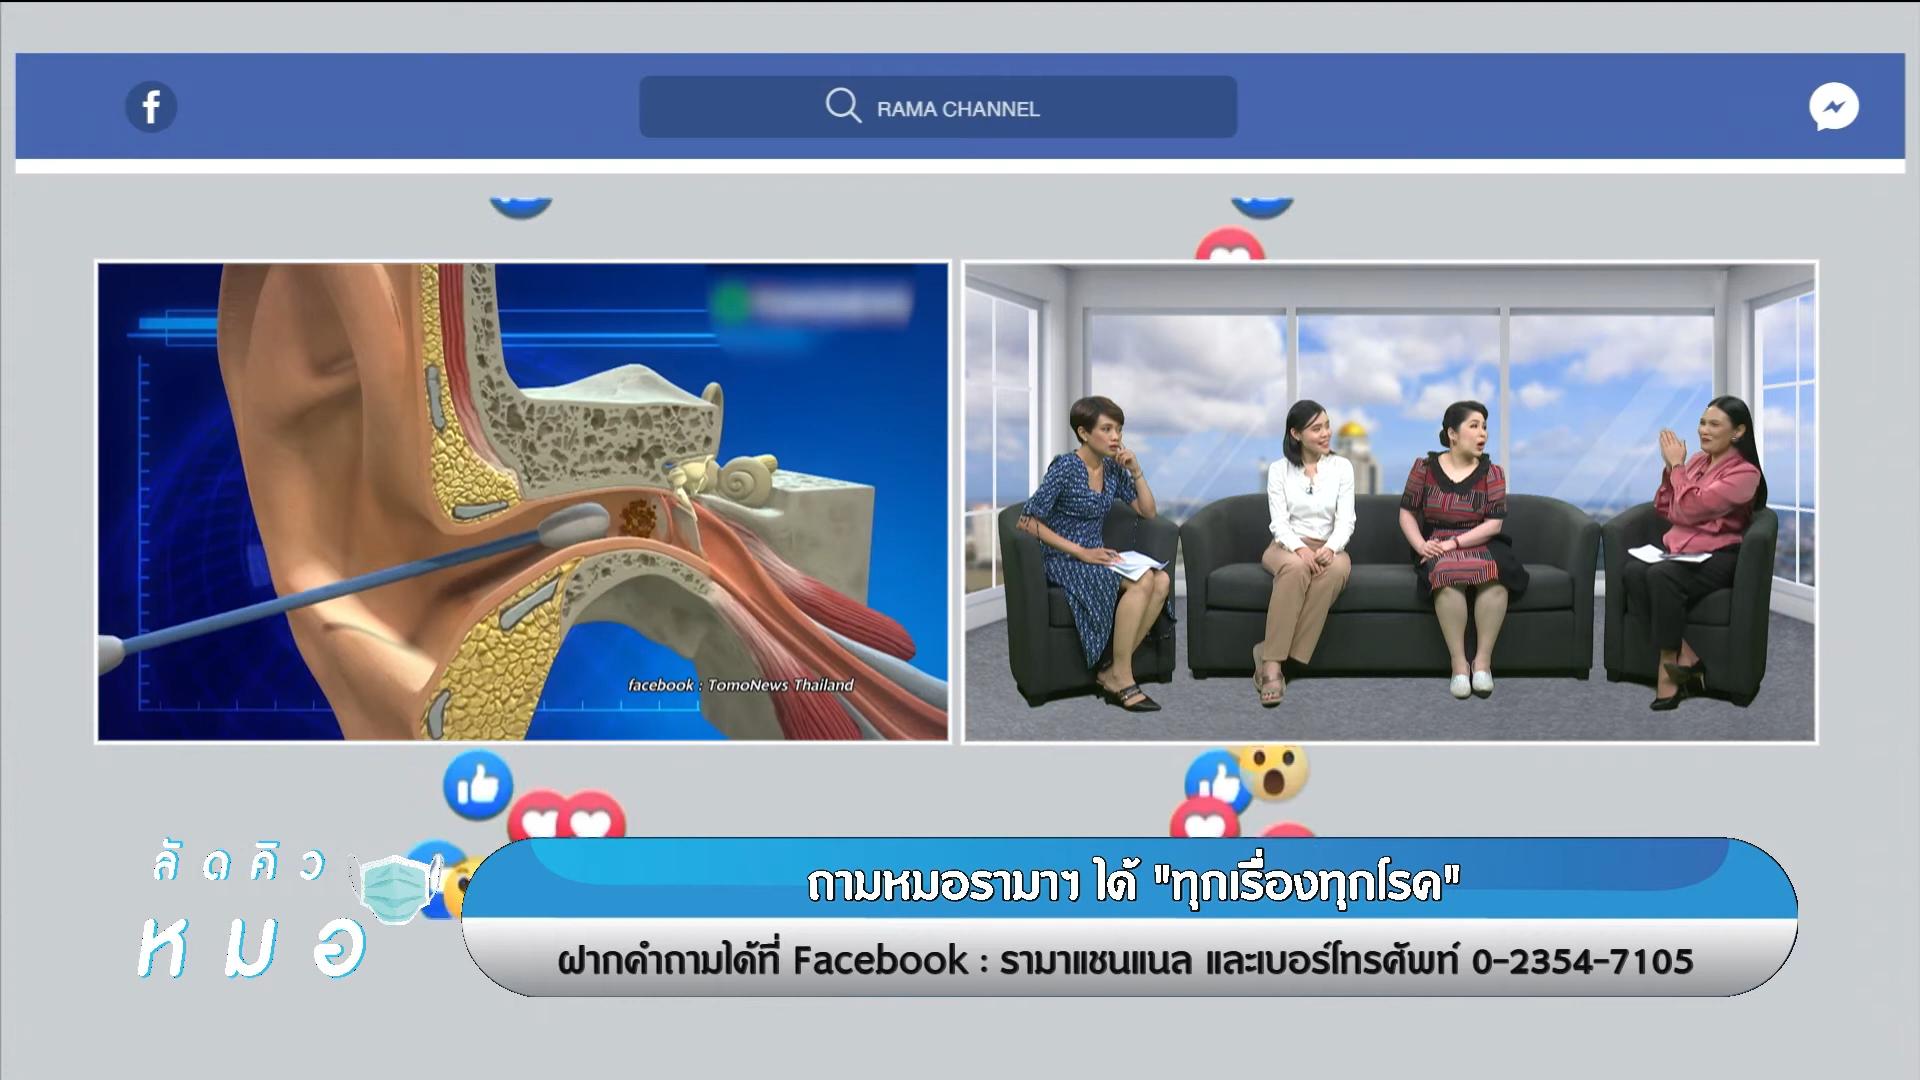 RAMA CHANNEL
facebook : TomoNews Thailand
ลัดคิว
หมอ
ถามหมอรามาฯ ได้ "ทุกเรื่องทุกโรค"
ฝากคำถามได้ที่ Facebook : รามาแชนแนล และเบอร์โทรศัพท์ 0-2354-7105